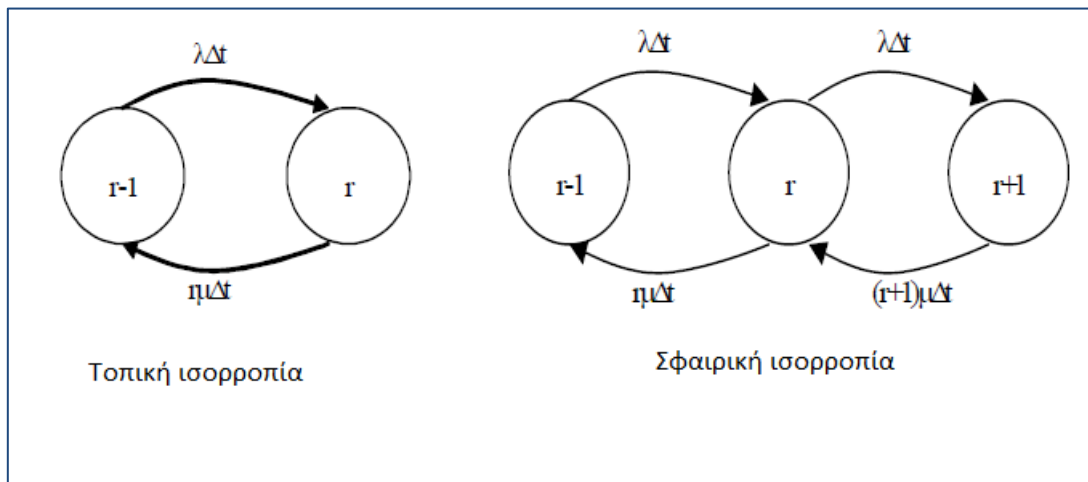 λΔt
r-1
r
rμΔt
Τοπική ισορροπία
λΔt
λΔt
r-1
r
r+1
rμΔt
(r+1)μΔt
Σφαιρική ισορροπία